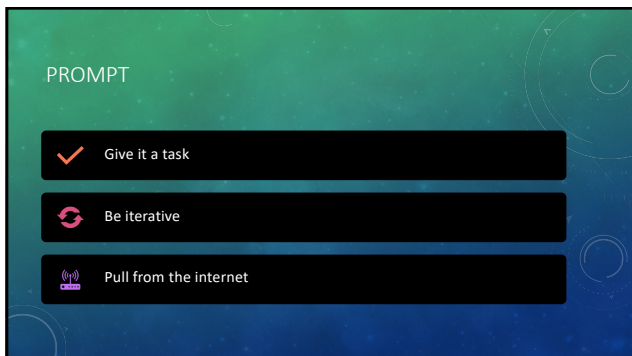 PROMPT
Give it a task
Be iterative
Pull from the internet